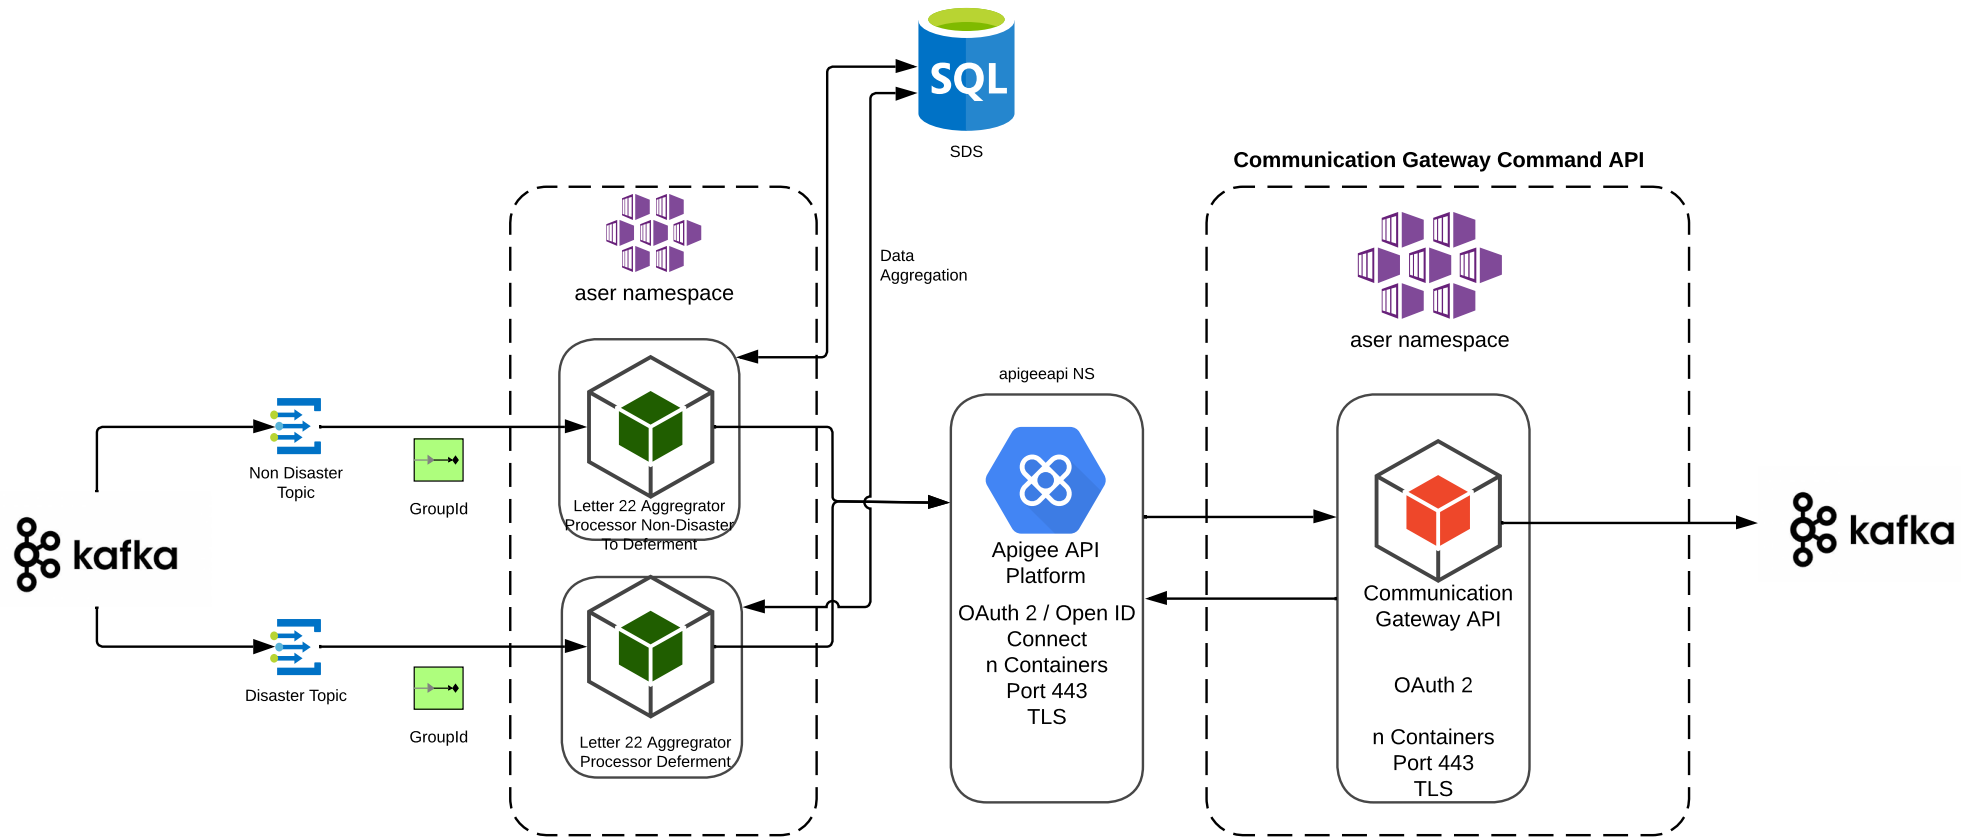 SQL
SDS
Communication Gateway Command API
aser namespace
Data
Aggregation
aser namespace
apigeeapi NS
Non Disaster
Topic
GroupId
Letter 22 Aggregrator
Processor Non-Disaster
To Deferment
kafka
Disaster Topic
GroupId
Letter 22 Aggregrator
Processor Deferment
Apigee API
Platform
OAuth 2 / Open ID
Connect
n Containers
Port 443
TLS
Communication
Gateway API
OAuth 2
n Containers
Port 443
TLS
kafka